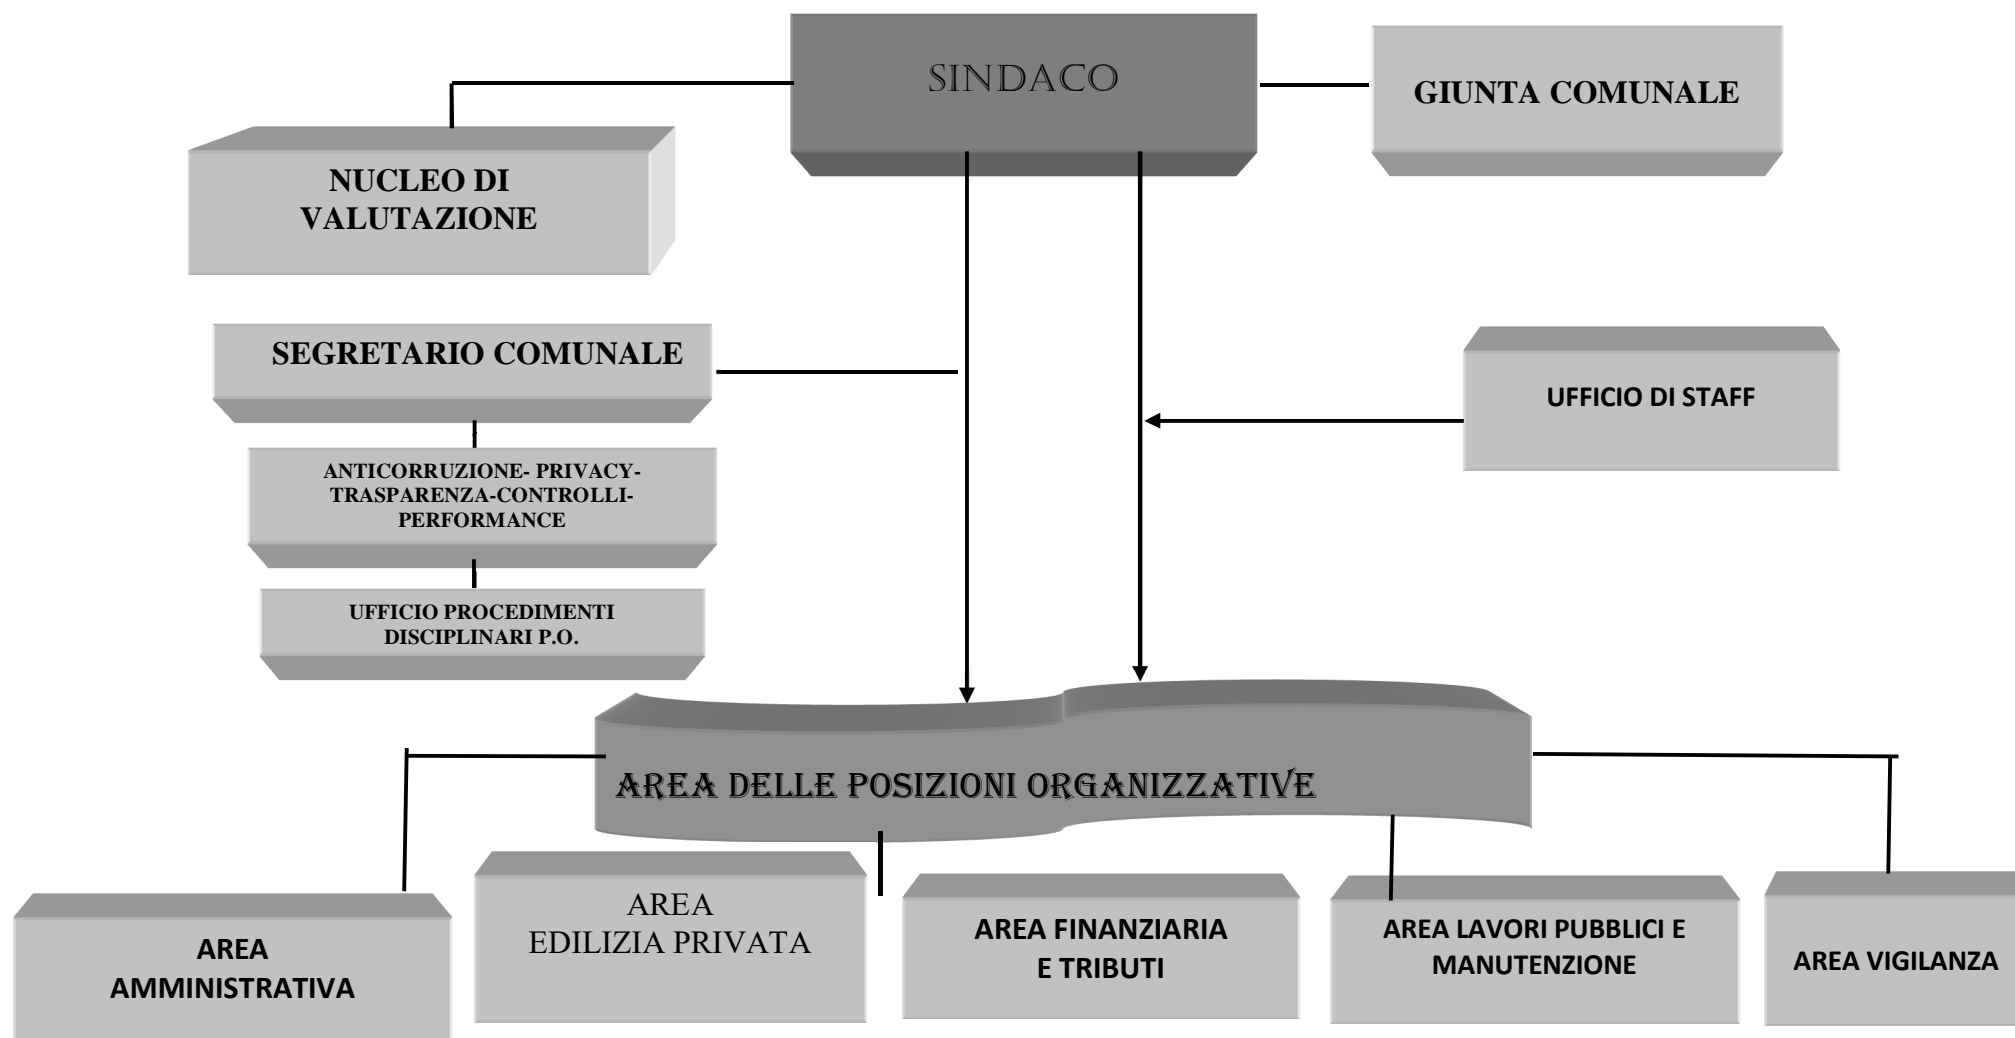 SINDACO
GIUNTA COMUNALE
NUCLEO DI
VALUTAZIONE
SEGRETARIO COMUNALE
UFFICIO DI STAFF
ANTICORRUZIONE- PRIVACY-
TRASPARENZA-CONTROLLI-
PERFORMANCE
UFFICIO PROCEDIMENTI
DISCIPLINARI P.O.
AREA DELLE POSIZIONI ORGANIZZATIVE
AREA
AMMINISTRATIVA
AREA
EDILIZIA PRIVATA
AREA FINANZIARIA
E TRIBUTI
AREA LAVORI PUBBLICI E
MANUTENZIONE
AREA VIGILANZA